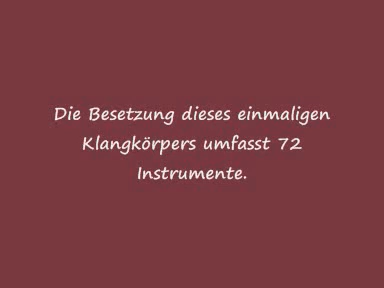 Die Besetzung dieses einmaligen
Klangkörpers umfasst 72
Instrumente.